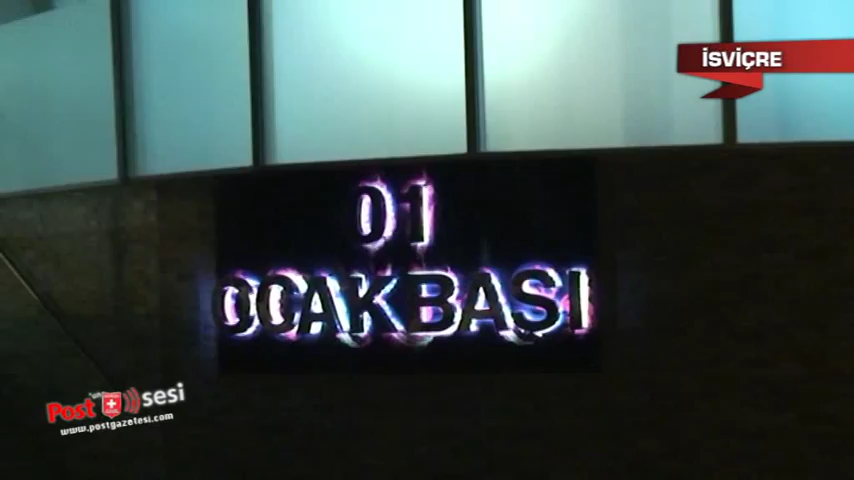 İSVİÇRE
01
OCAKBAŞI
Post sesi
www.postgazetesi.com